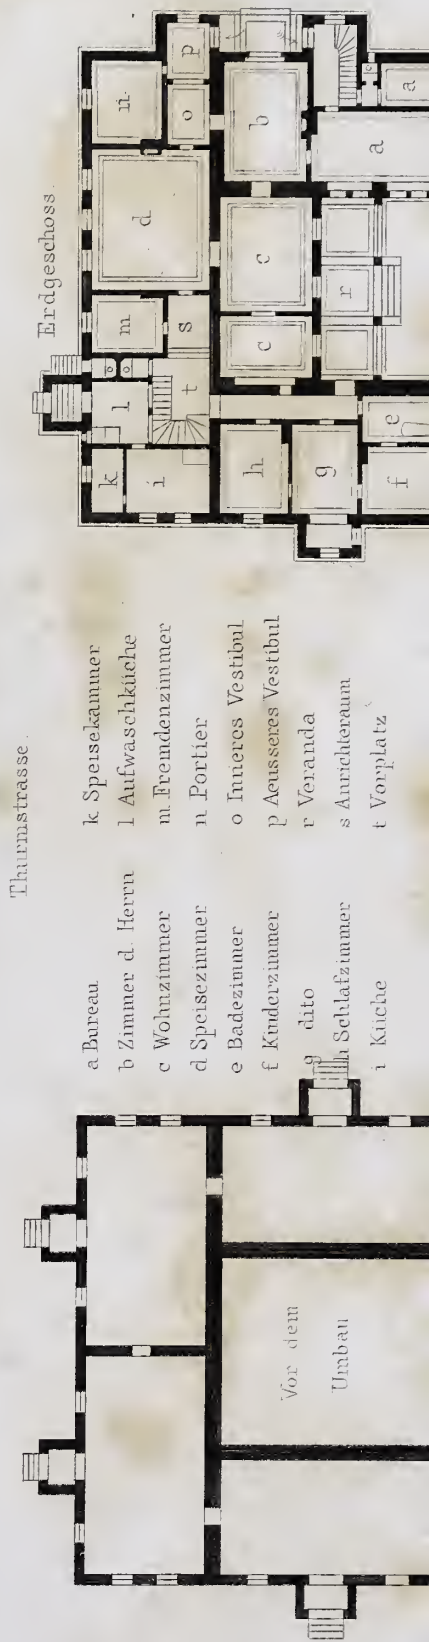 Thurmstrasse.
Erdgeschoss.
a Bureau.
b Zimmer d. Herrn
c Wohnzimmer
d Speisezimmer
e Badezimmer
f Kinderzimmer
g dito
h Schlafzimmer
i Küche
k Speisekammer
l Aufwaschküche
m Fremdenzimmer
n Portier
o Inneres Vestibul
p Aeusseres Vestibul
r Veranda
s Anrichteraum
t Vorplatz
Vor dem
Umbau
k
i
l
m
t
s
d
n
o
p
h
g
f
e
c
c
b
r
a
a